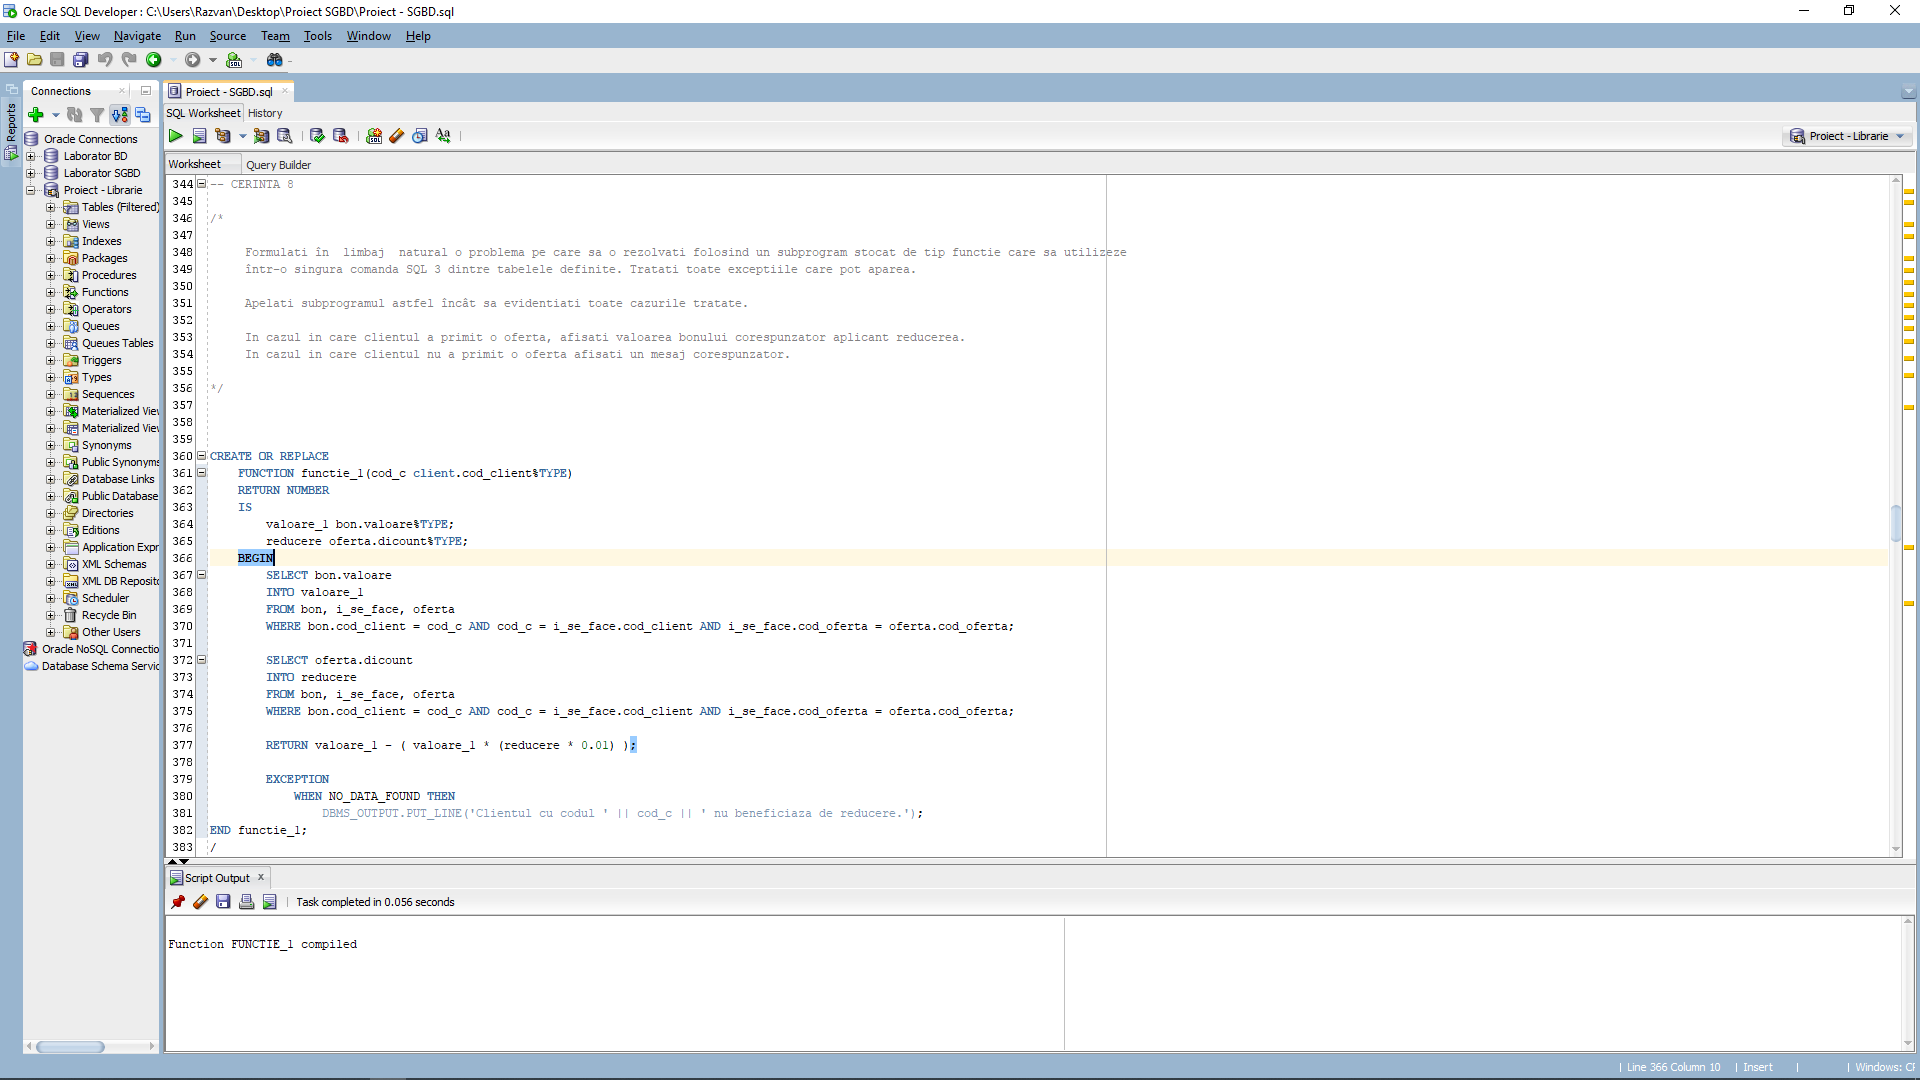 Oracle SQL Developer : C:\Users\Razvan\Desktop\Proiect SGBD\Proiect - SGBD.sql
File Edit View Navigate Run Source Team Tools Window Help
Reports
Connections
Oracle Connections
Laborator BD
Laborator SGBD
Proiect - Librarie
Tables (Filtered)
Views
Indexes
Packages
Procedures
Functions
Operators
Queues
Queues Tables
Triggers
Types
Sequences
Materialized Vie
Materialized Vie
Synonyms
Public Synonyms
Database Links
Public Database
Directories
Editions
Application Expr
XML Schemas
XML DB Reposito
Scheduler
Recycle Bin
Other Users
Oracle NoSQL Connectio
Database Schema Servic
Proiect - SGBD.sql
SQL Worksheet History
Proiect - Librarie
Worksheet Query Builder
344 -- CERINTA 8
345
346 /*
347
348 Formulati în  limbaj  natural o problema pe care sa o rezolvati folosind un subprogram stocat de tip functie care sa utilizeze
349 într-o singura comanda SQL 3 dintre tabelele definite. Tratati toate exceptiile care pot aparea.
350
351 Apelati subprogramul astfel încât sa evidentiati toate cazurile tratate.
352
353 In cazul in care clientul a primit o oferta, afisati valoarea bonului corespunzator aplicant reducerea.
354 In cazul in care clientul nu a primit o oferta afisati un mesaj corespunzator.
355
356 */
357
358
359
360 CREATE OR REPLACE
361 FUNCTION functie_1(cod_c client.cod_client%TYPE)
362 RETURN NUMBER
363 IS
364 valoare_1 bon.valoare%TYPE;
365 reducere oferta.dicount%TYPE;
366 BEGIN
367 SELECT bon.valoare
368 INTO valoare_1
369 FROM bon, i_se_face, oferta
370 WHERE bon.cod_client = cod_c AND cod_c = i_se_face.cod_client AND i_se_face.cod_oferta = oferta.cod_oferta;
371
372 SELECT oferta.dicount
373 INTO reducere
374 FROM bon, i_se_face, oferta
375 WHERE bon.cod_client = cod_c AND cod_c = i_se_face.cod_client AND i_se_face.cod_oferta = oferta.cod_oferta;
376
377 RETURN valoare_1 - ( valoare_1 * (reducere * 0.01) );
378
379 EXCEPTION
380 WHEN NO_DATA_FOUND THEN
381 DBMS_OUTPUT.PUT_LINE('Clientul cu codul ' || cod_c || ' nu beneficiaza de reducere.');
382 END functie_1;
383 /
Script Output
Task completed in 0.056 seconds
Function FUNCTIE_1 compiled
Line 366 Column 10 | Insert | | Windows: CF